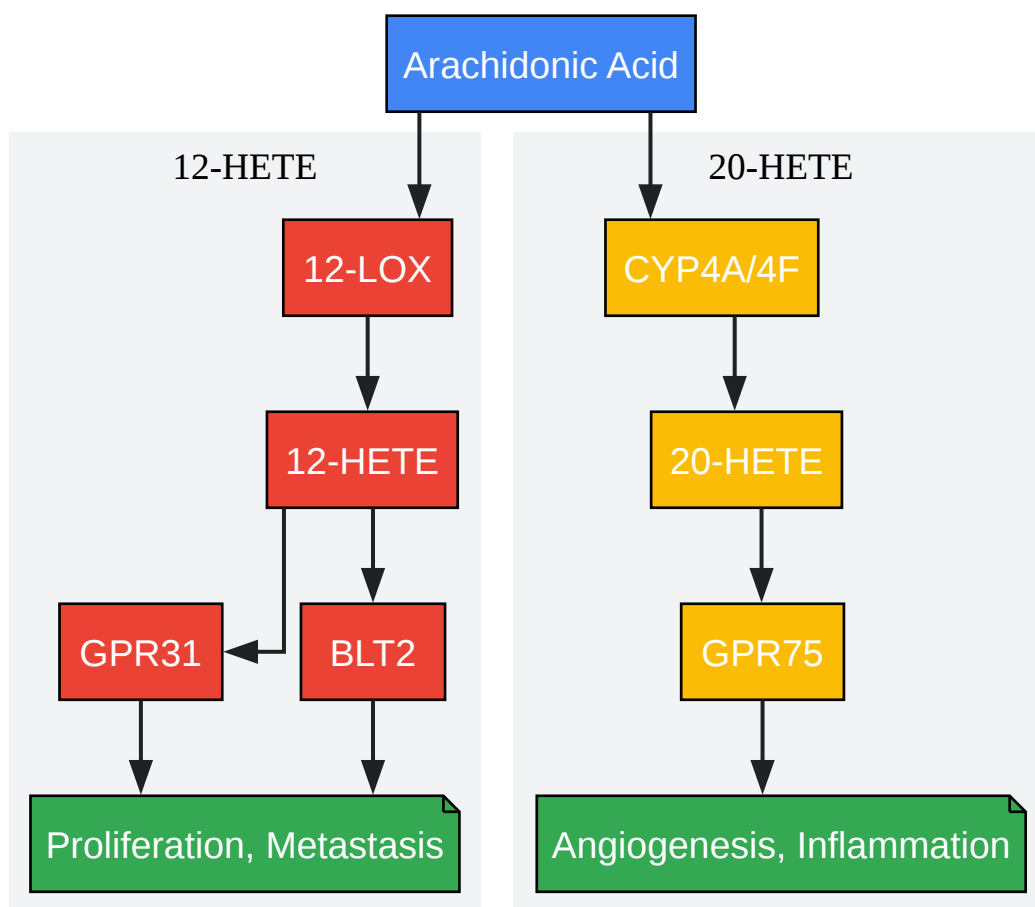 Arachidonic Acid
12-HETE
20-HETE
12-LOX
CYP4A/4F
12-HETE
20-HETE
GPR31
BLT2
GPR75
Proliferation, Metastasis
Angiogenesis, Inflammation